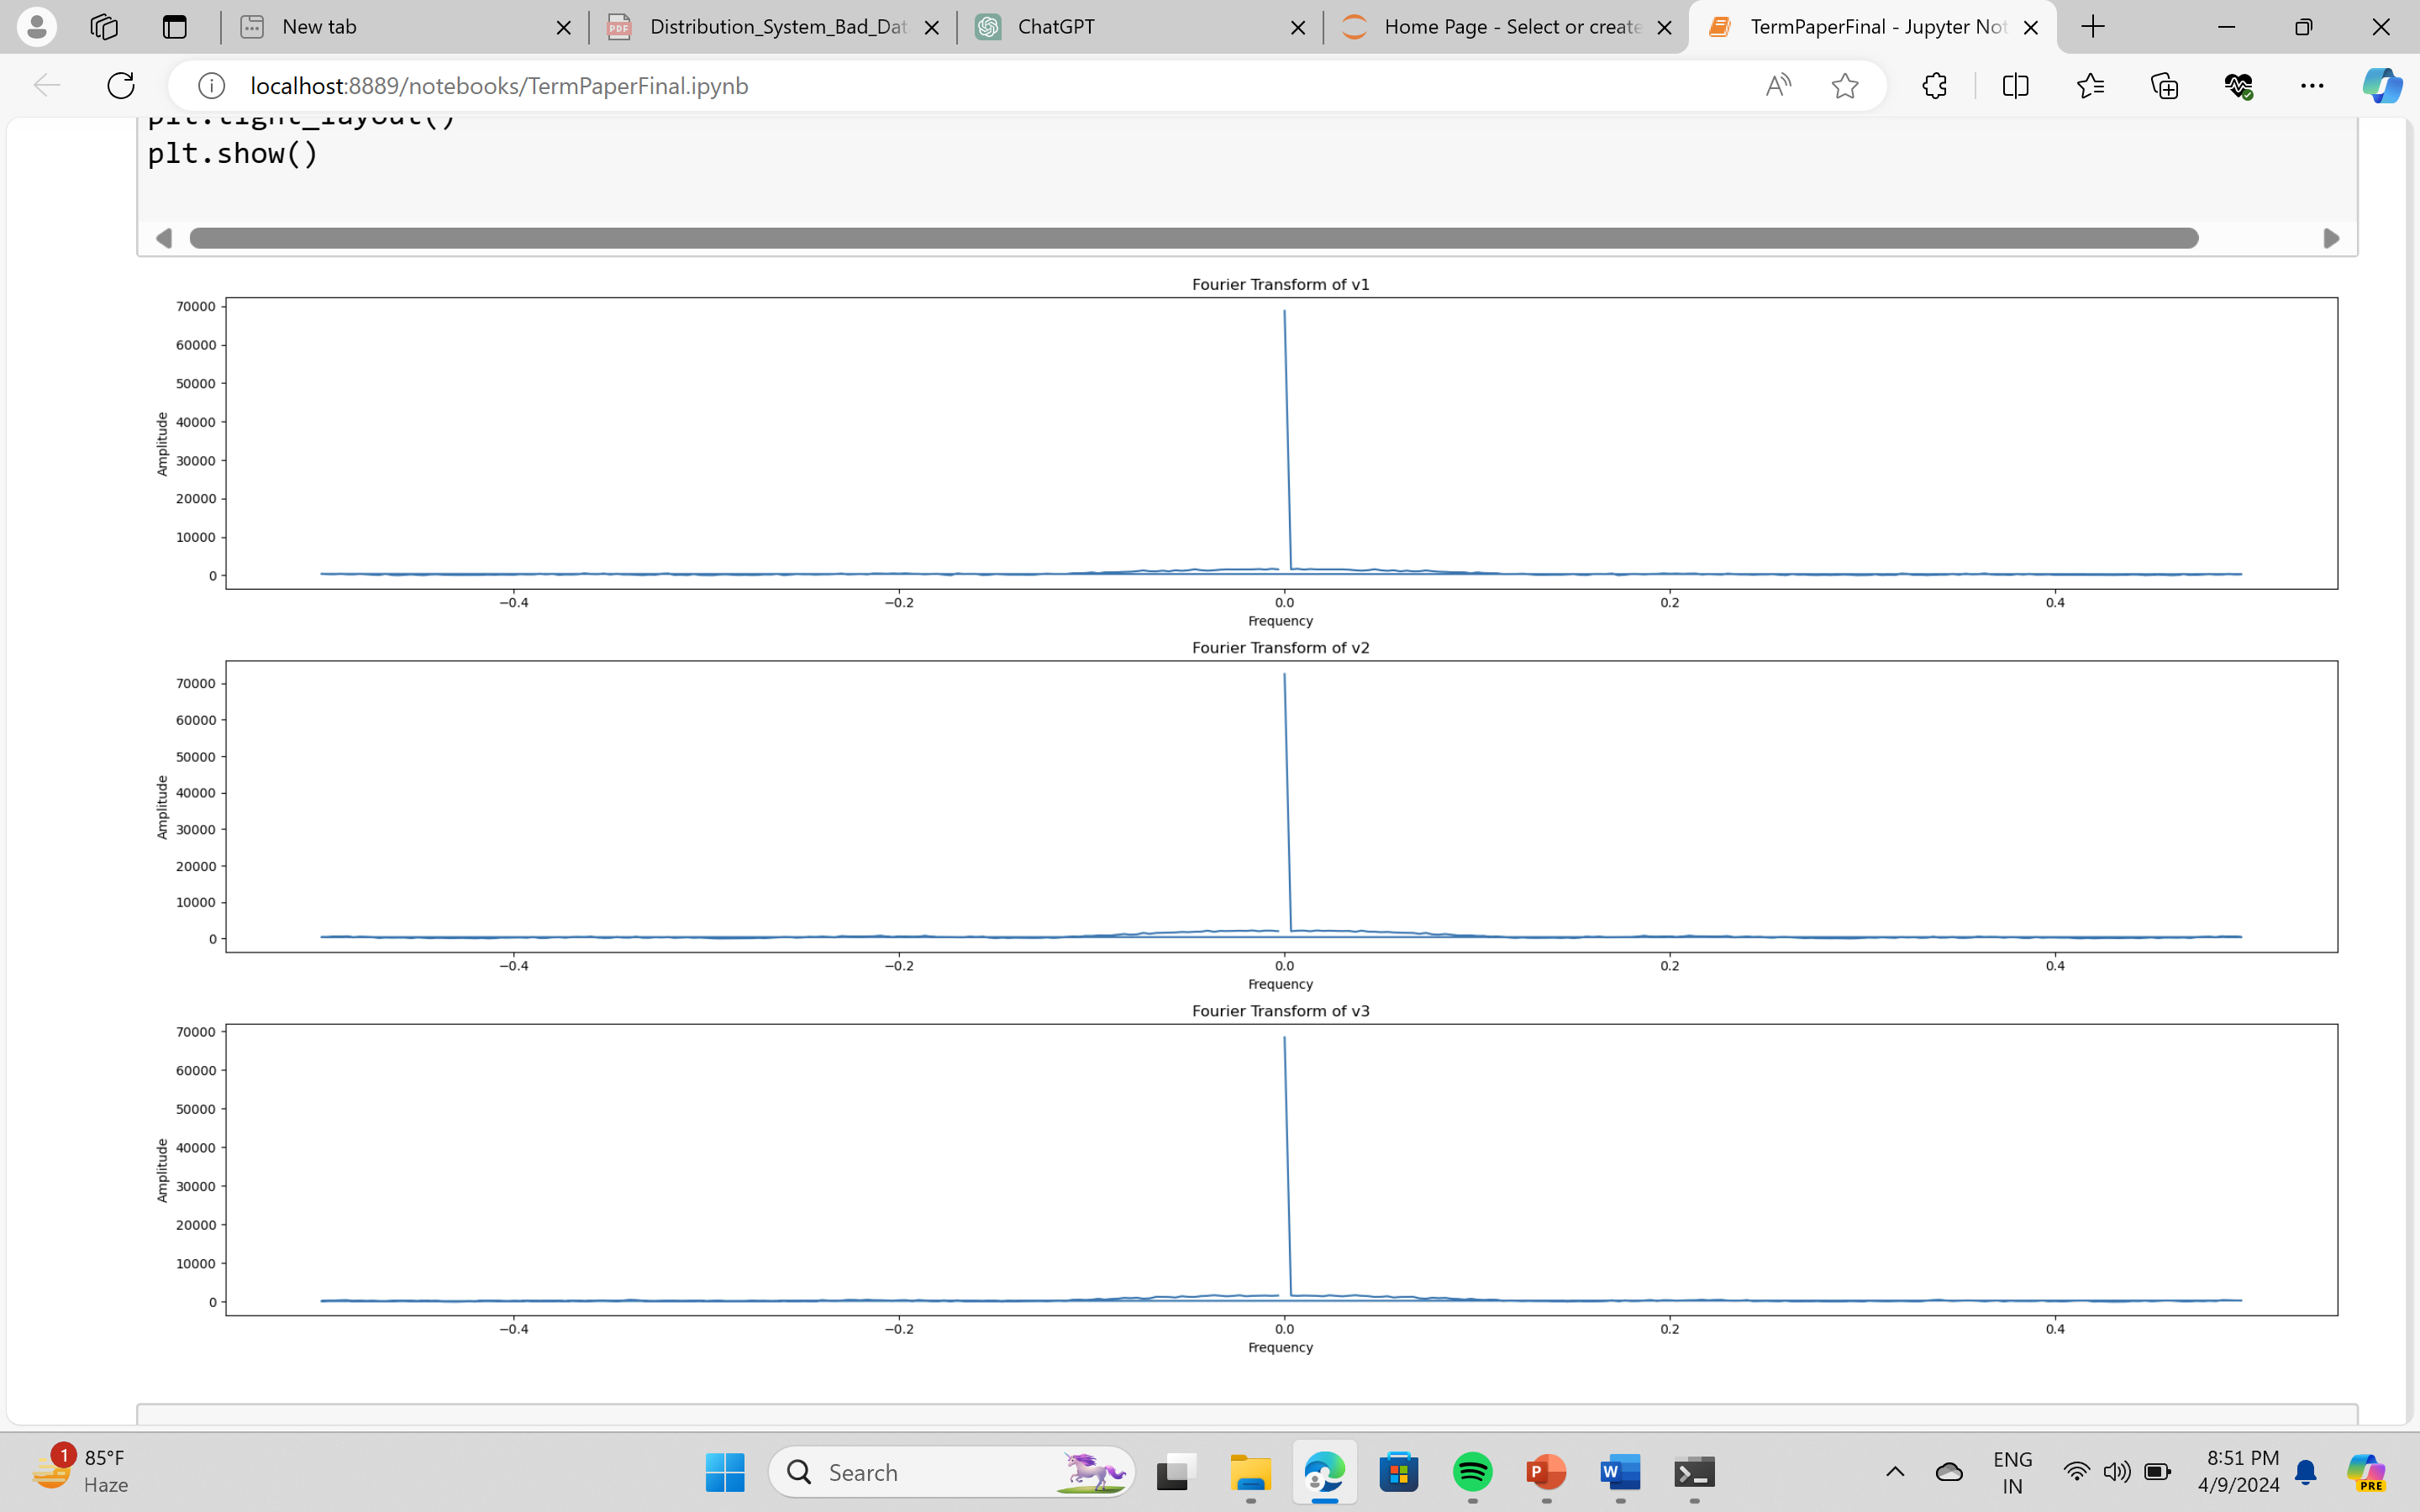 New tab
Distribution_System_Bad_Dat
ChatGPT
Home Page - Select or create
TermPaperFinal - Jupyter Not
localhost:8889/notebooks/TermPaperFinal.ipynb
plt.tight_layout()
plt.show()
Fourier Transform of v1
70000
60000
50000
40000
30000
20000
10000
0
Amplitude
−0.4 −0.2 0.0 0.2 0.4
Frequency
Fourier Transform of v2
70000
60000
50000
40000
30000
20000
10000
0
Amplitude
−0.4 −0.2 0.0 0.2 0.4
Frequency
Fourier Transform of v3
70000
60000
50000
40000
30000
20000
10000
0
Amplitude
−0.4 −0.2 0.0 0.2 0.4
Frequency
1
85°F
Haze
Search
ENG
IN
8:51 PM
4/9/2024
PRE